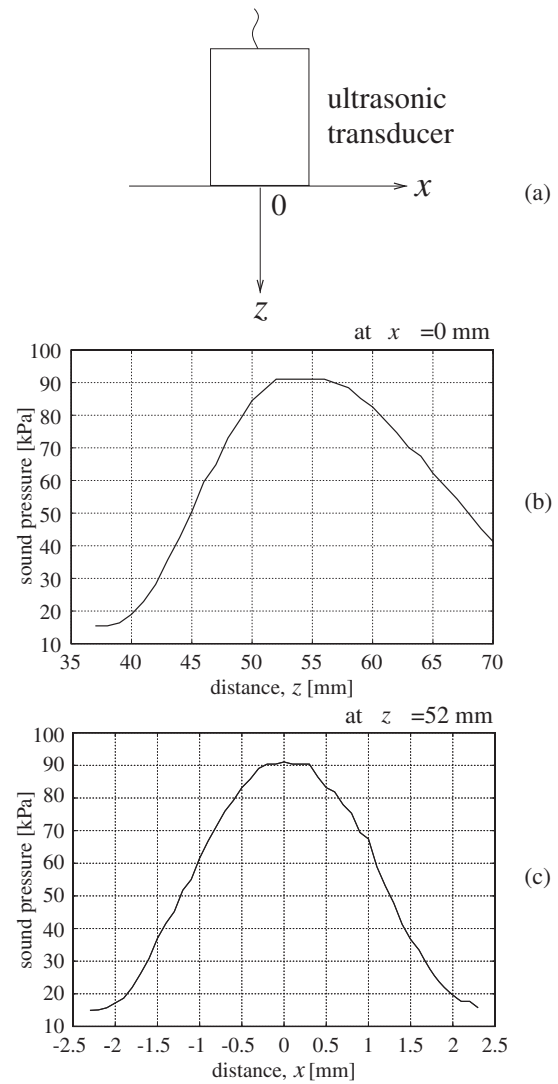 ultrasonic
transducer
x
(a)
0
z
at x =0 mm
100
90
80
70
60
50
40
30
20
10
sound pressure [kPa]
(b)
35 40 45 50 55 60 65 70
distance, z [mm]
at z =52 mm
100
90
80
70
60
50
40
30
20
10
sound pressure [kPa]
(c)
-2.5 -2 -1.5 -1 -0.5 0 0.5 1 1.5 2 2.5
distance, x [mm]